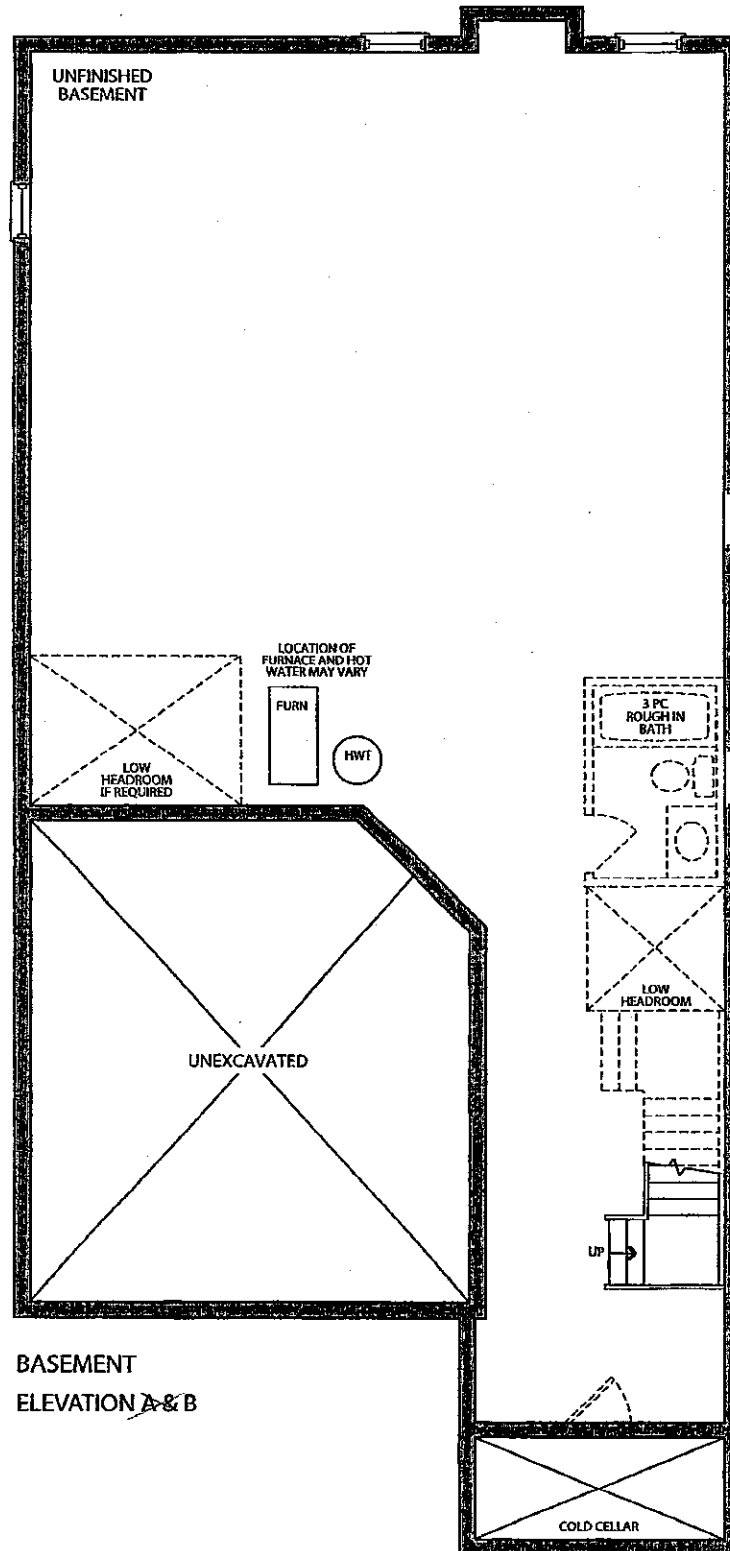 UNFINISHED
BASEMENT
LOCATION OF
FURNACE AND HOT
WATER MAY VARY
FURN
HWT
3 PC
ROUGH IN
BATH
LOW
HEADROOM
IF REQUIRED
LOW
HEADROOM
UNEXCAVATED
UP
BASEMENT
ELEVATION A & B
COLD CELLAR